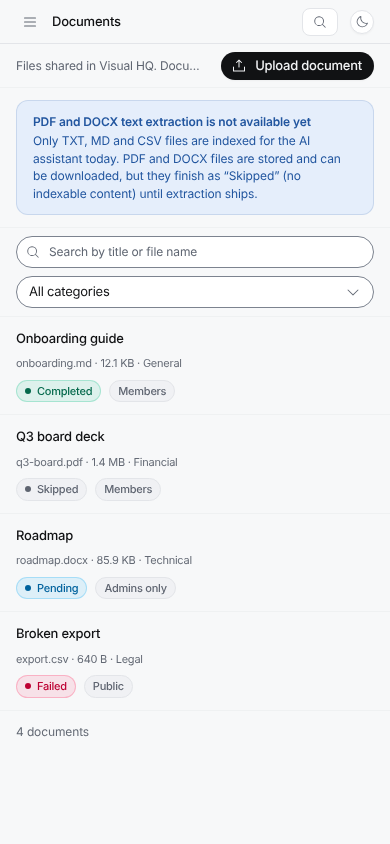 Documents
Files shared in Visual HQ. Docu...
Upload document
PDF and DOCX text extraction is not available yet
Only TXT, MD and CSV files are indexed for the AI
assistant today. PDF and DOCX files are stored and can
be downloaded, but they finish as “Skipped” (no
indexable content) until extraction ships.
Search by title or file name
All categories
Onboarding guide
onboarding.md · 12.1 KB · General
Completed
Members
Q3 board deck
q3-board.pdf · 1.4 MB · Financial
Skipped
Members
Roadmap
roadmap.docx · 85.9 KB · Technical
Pending
Admins only
Broken export
export.csv · 640 B · Legal
Failed
Public
4 documents